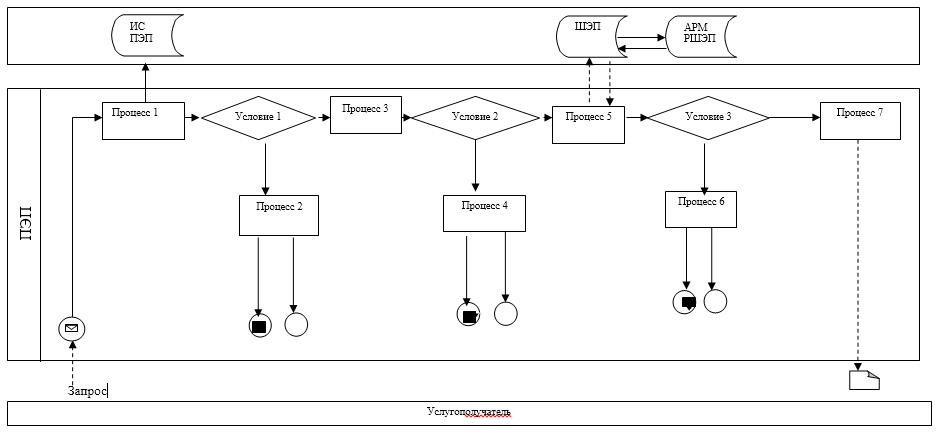 ИС
ПЭП
ШЭП
АРМ
РШЭП
Процесс 1
Условие 1
Процесс 3
Условие 2
Процесс 5
Условие 3
Процесс 7
Процесс 2
Процесс 4
Процесс 6
ПЭП
Запрос
Услугополучатель